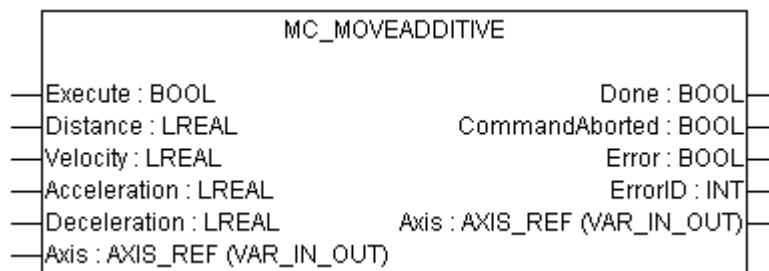 MC_MOVEADDITIVE
Execute : BOOL Done : BOOL
Distance : LREAL CommandAborted : BOOL
Velocity : LREAL Error : BOOL
Acceleration : LREAL ErrorID : INT
Deceleration : LREAL Axis : AXIS_REF (VAR_IN_OUT)
Axis : AXIS_REF (VAR_IN_OUT)